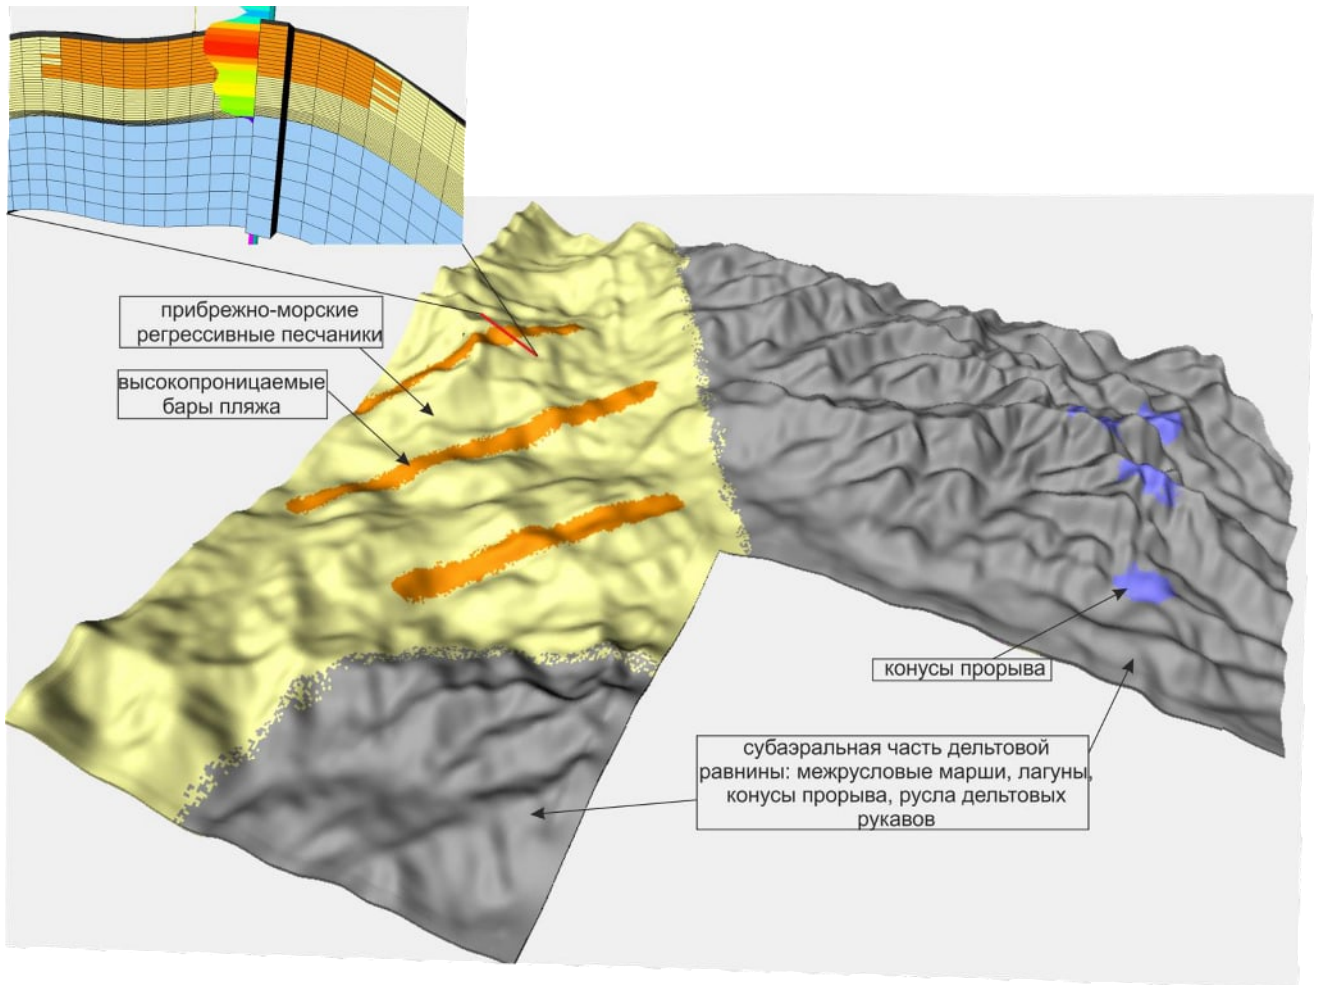 прибрежно-морские
регрессивные песчаники
высокопроницаемые
бары пляжа
конусы прорыва
субаэральная часть дельтовой
равнины: межрусловые марши, лагуны,
конусы прорыва, русла дельтовых
рукавов